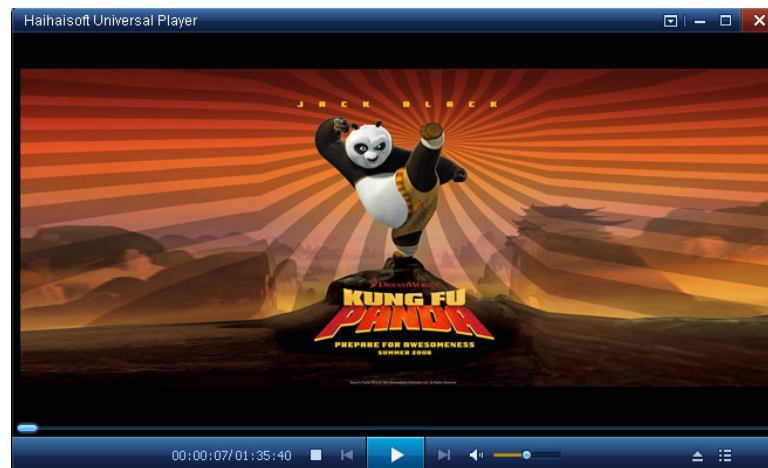 Haihaisoft Universal Player
JACK BLACK
DREAMWORKS
KUNG FU
PANDA
PREPARE FOR AWESOMENESS
SUMMER 2008
00:00:07/01:35:40